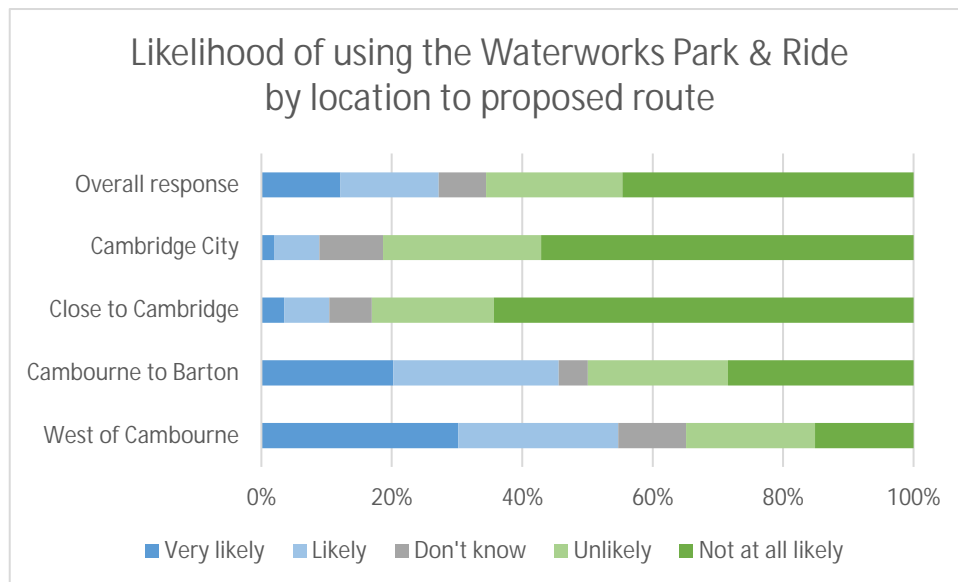 Likelihood of using the Waterworks Park & Ride
by location to proposed route
Overall response
Cambridge City
Close to Cambridge
Cambourne to Barton
West of Cambourne
0% 20% 40% 60% 80% 100%
Very likely Likely Don't know Unlikely Not at all likely